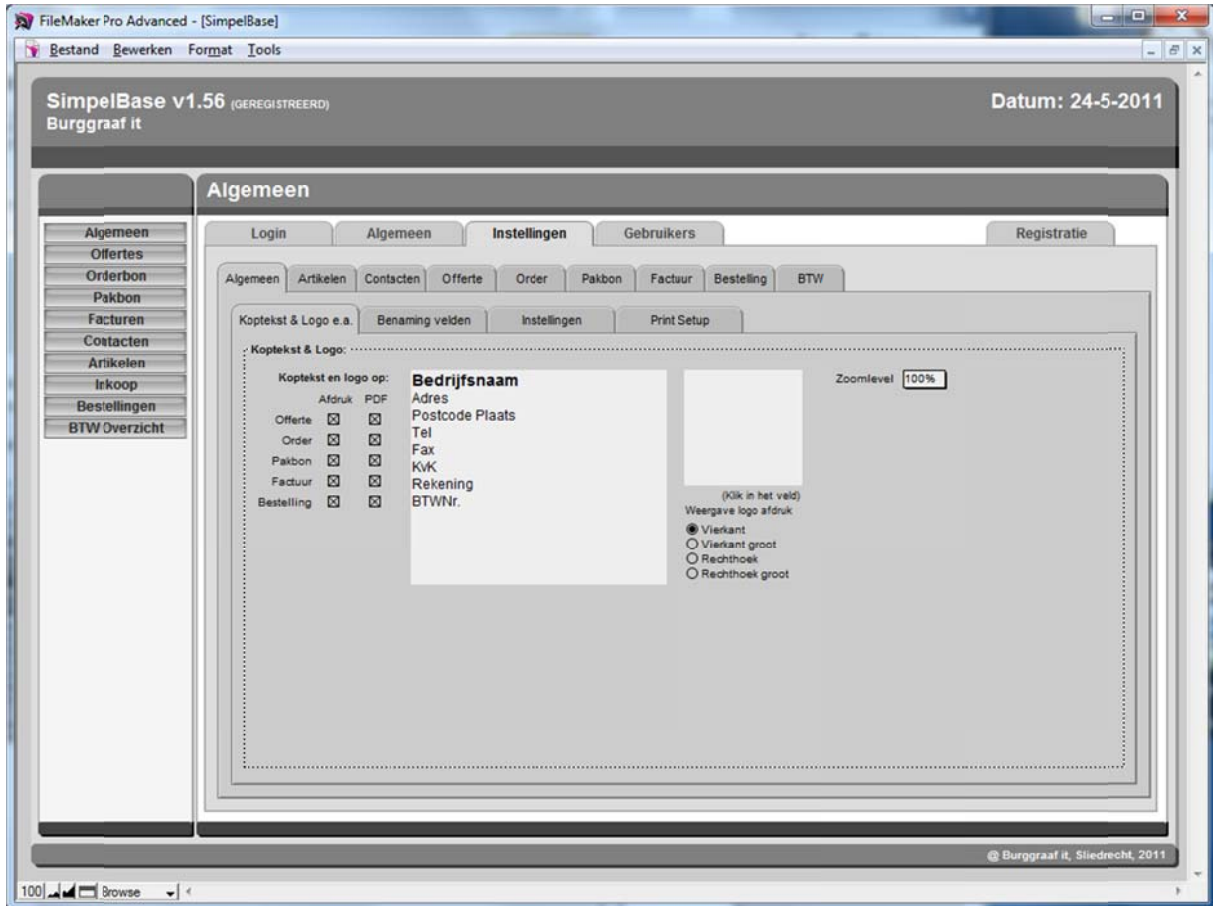 FileMaker Pro Advanced - [SimpelBase]
Bestand Bewerken Format Tools
SimpelBase v1.56 (GEREGISTREERD)
Datum: 24-5-2011
Burggraaf it
Algemeen
Algemeen
Offertes
Orderbon
Pakbon
Facturen
Contacten
Artikelen
Inkoop
Bestellingen
BTW Overzicht
Login Algemeen Instellingen Gebruikers Registratie
Algemeen Artikelen Contacten Offerte Order Pakbon Factuur Bestelling BTW
Koptekst & Logo e.a. Benaming velden Instellingen Print Setup
Koptekst & Logo:
Koptekst en logo op:
Afdruk PDF
Offerte
Order
Pakbon
Factuur
Bestelling
Bedrijfsnaam
Adres
Postcode Plaats
Tel
Fax
KvK
Rekening
BTWNr.
(Klik in het veld)
Weergave logo afdruk
Vierkant
Vierkant groot
Rechthoek
Rechthoek groot
Zoomlevel 100%
@ Burggraaf it, Sliedrecht, 2011
100 Browse